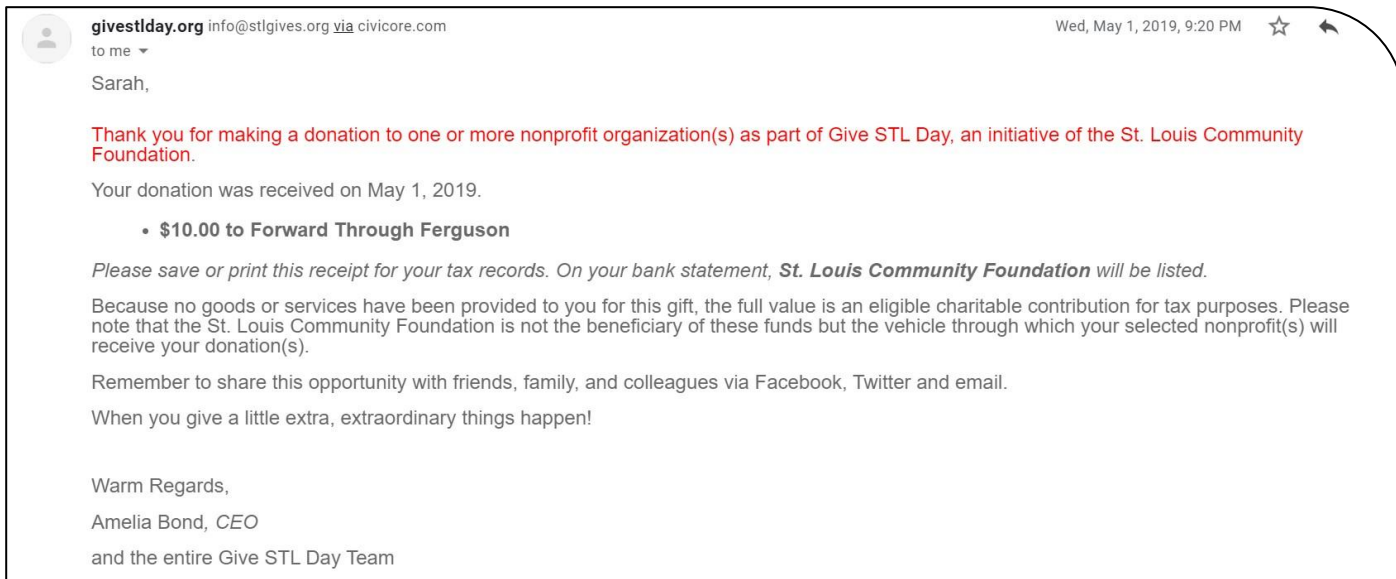 givestlday.org info@stlgives.org via civicore.com Wed, May 1, 2019, 9:20 PM
to me
Sarah,
Thank you for making a donation to one or more nonprofit organization(s) as part of Give STL Day, an initiative of the St. Louis Community
Foundation.
Your donation was received on May 1, 2019.
• $10.00 to Forward Through Ferguson
Please save or print this receipt for your tax records. On your bank statement, St. Louis Community Foundation will be listed.
Because no goods or services have been provided to you for this gift, the full value is an eligible charitable contribution for tax purposes. Please
note that the St. Louis Community Foundation is not the beneficiary of these funds but the vehicle through which your selected nonprofit(s) will
receive your donation(s).
Remember to share this opportunity with friends, family, and colleagues via Facebook, Twitter and email.
When you give a little extra, extraordinary things happen!
Warm Regards,
Amelia Bond, CEO
and the entire Give STL Day Team